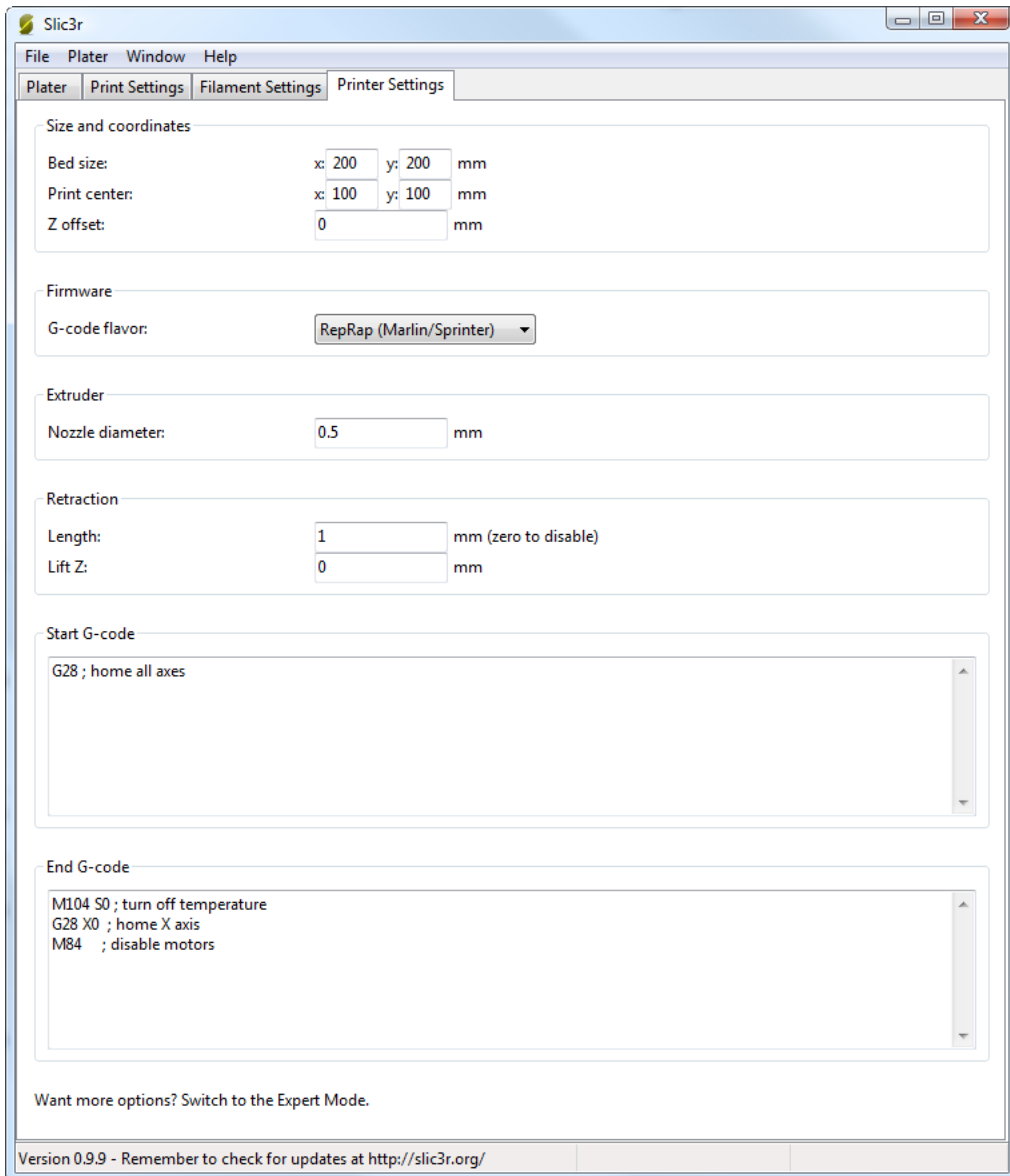 Slic3r
File Plater Window Help
Plater Print Settings Filament Settings Printer Settings
Size and coordinates
Bed size: x: 200 y: 200 mm
Print center: x: 100 y: 100 mm
Z offset: 0 mm
Firmware
G-code flavor: RepRap (Marlin/Sprinter)
Extruder
Nozzle diameter: 0.5 mm
Retraction
Length: 1 mm (zero to disable)
Lift Z: 0 mm
Start G-code
G28 ; home all axes
End G-code
M104 S0 ; turn off temperature
G28 X0 ; home X axis
M84 ; disable motors
Want more options? Switch to the Expert Mode.
Version 0.9.9 - Remember to check for updates at http://slic3r.org/